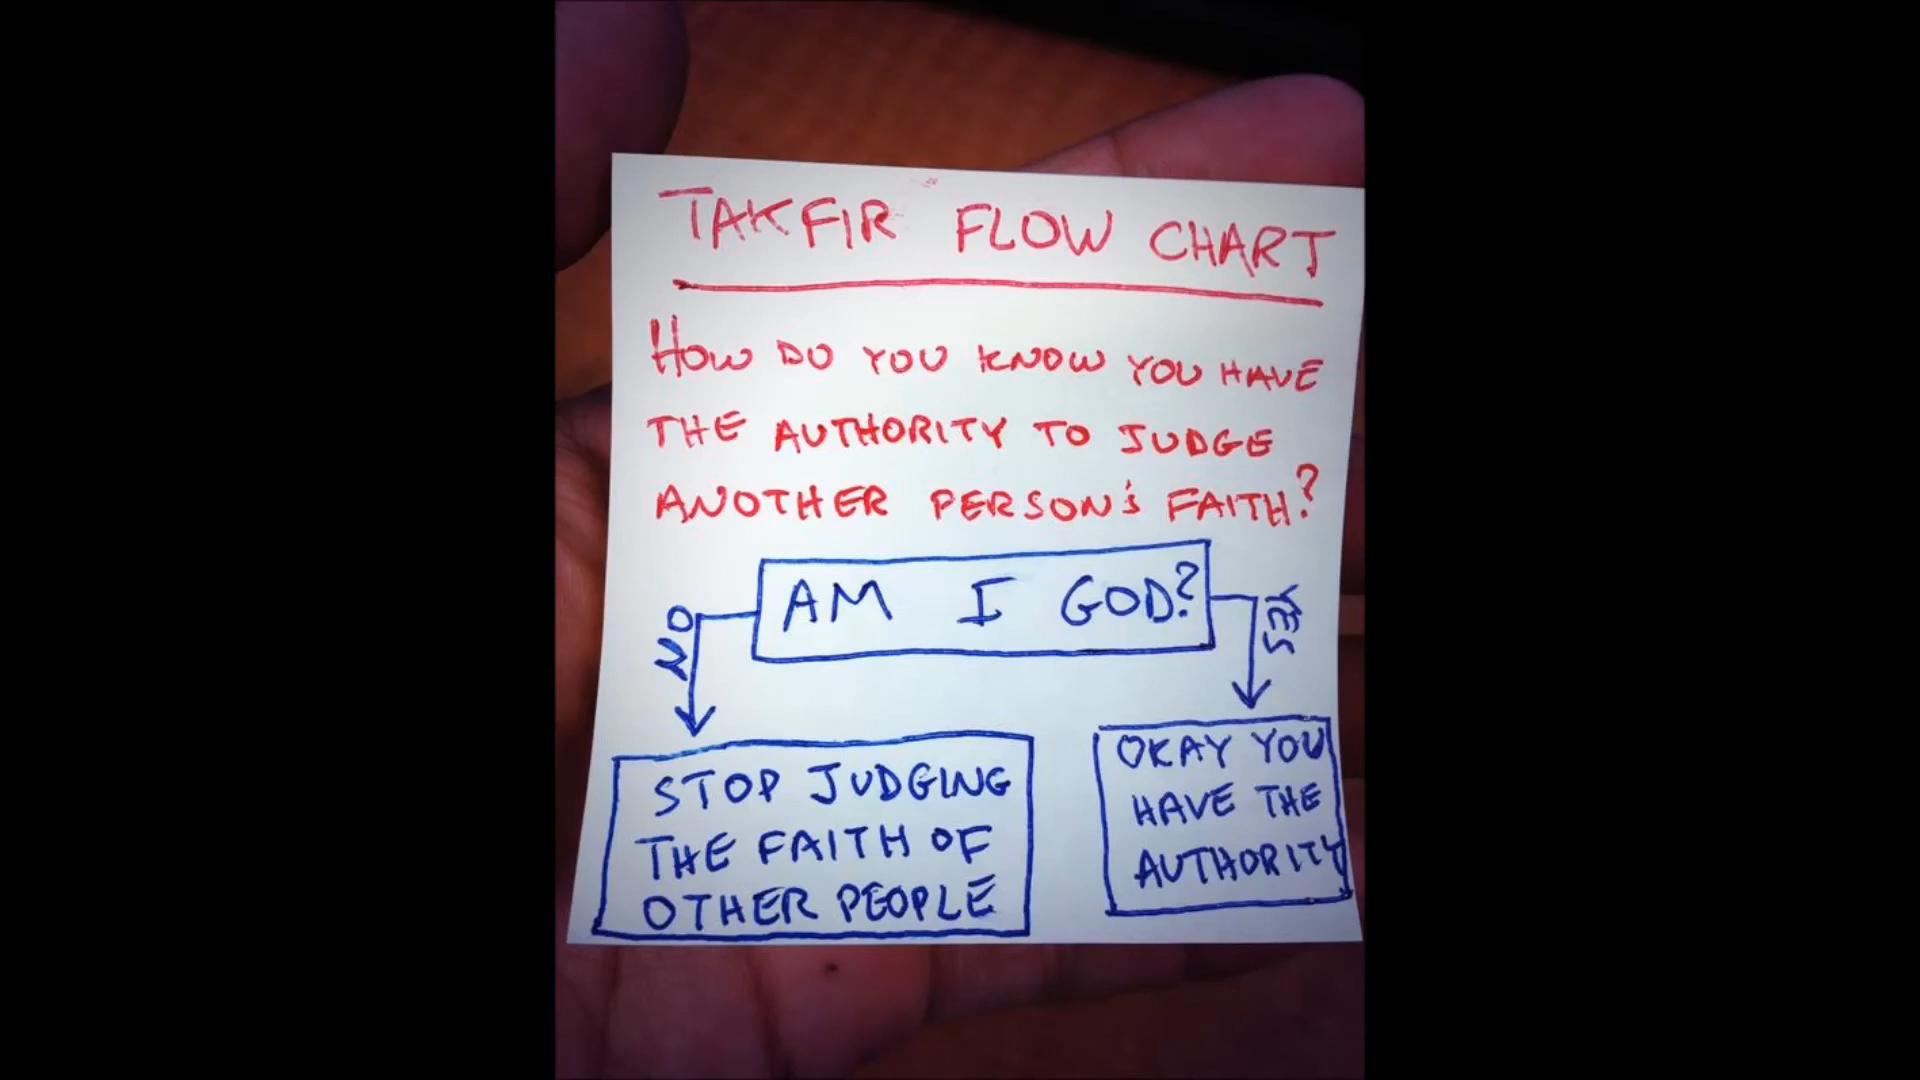 TAKFIR FLOW CHART
HOW DO YOU KNOW YOU HAVE
THE AUTHORITY TO JUDGE
ANOTHER PERSON'S FAITH?
AM I GOD?
NO
YES
STOP JUDGING
THE FAITH OF
OTHER PEOPLE
OKAY YOU
HAVE THE
AUTHORITY